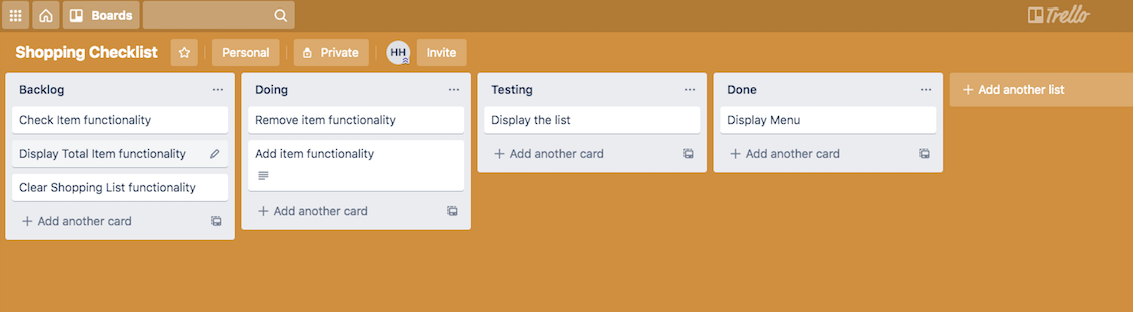 Boards
Trello
Shopping Checklist
Personal
Private
HH
Invite
Backlog
Check Item functionality
Display Total Item functionality
Clear Shopping List functionality
+ Add another card
Doing
Remove item functionality
Add item functionality
+ Add another card
Testing
Display the list
+ Add another card
Done
Display Menu
+ Add another card
+ Add another list